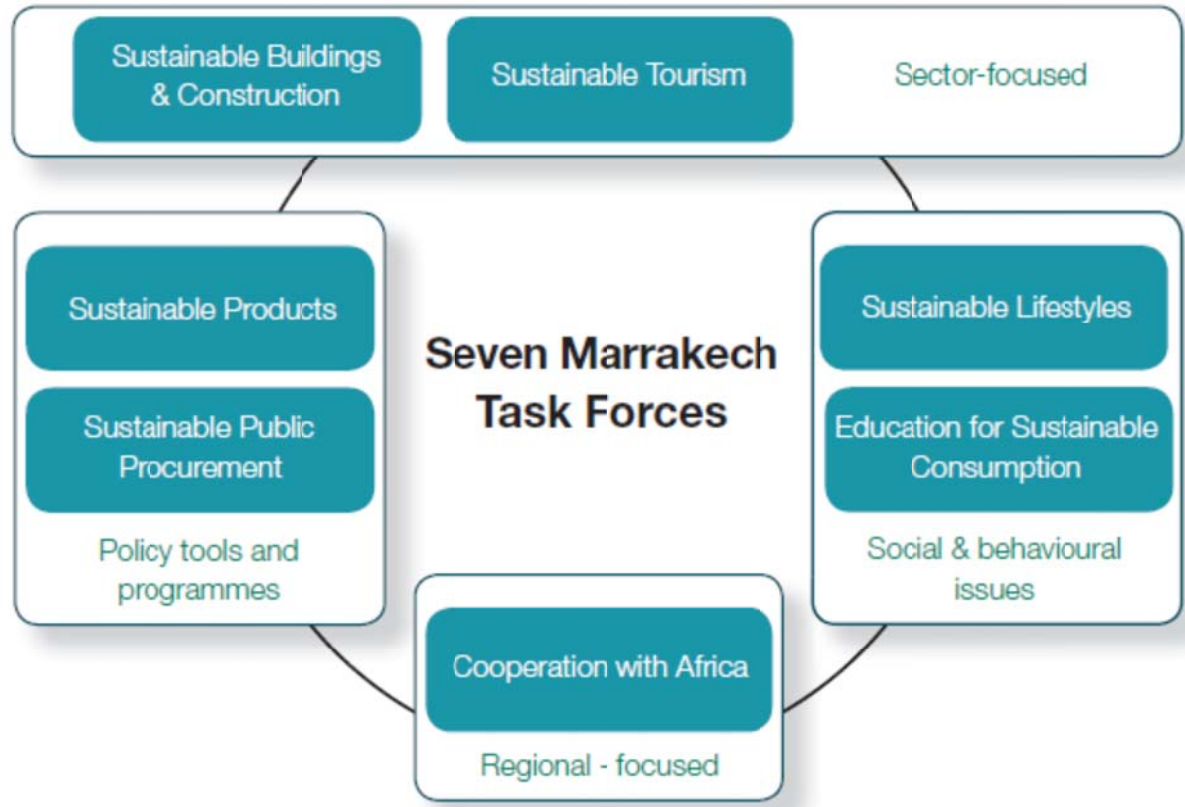 Sustainable Buildings
& Construction
Sustainable Tourism
Sector-focused
Sustainable Products
Sustainable Public
Procurement
Policy tools and
programmes
Seven Marrakech
Task Forces
Sustainable Lifestyles
Education for Sustainable
Consumption
Social & behavioural
issues
Cooperation with Africa
Regional - focused